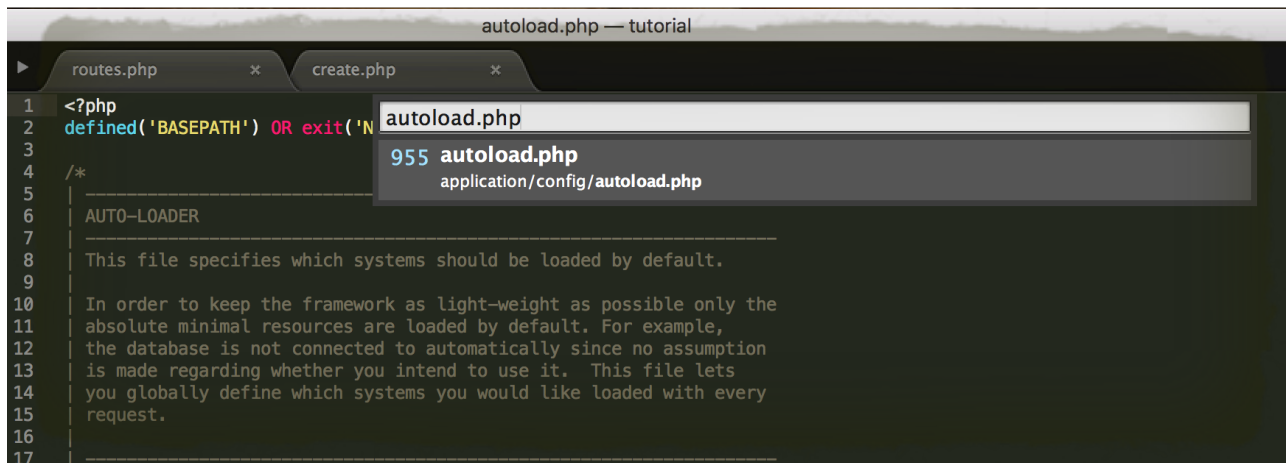 autoload.php — tutorial
routes.php × create.php ×
autoload.php
955 autoload.php
application/config/autoload.php
1 <?php
2 defined('BASEPATH') OR exit('N
3
4 /*
5 | -------------------------------------------------------------------
6 | AUTO-LOADER
7 | -------------------------------------------------------------------
8 | This file specifies which systems should be loaded by default.
9 |
10 | In order to keep the framework as light-weight as possible only the
11 | absolute minimal resources are loaded by default. For example,
12 | the database is not connected to automatically since no assumption
13 | is made regarding whether you intend to use it.  This file lets
14 | you globally define which systems you would like loaded with every
15 | request.
16 |
17 | -------------------------------------------------------------------